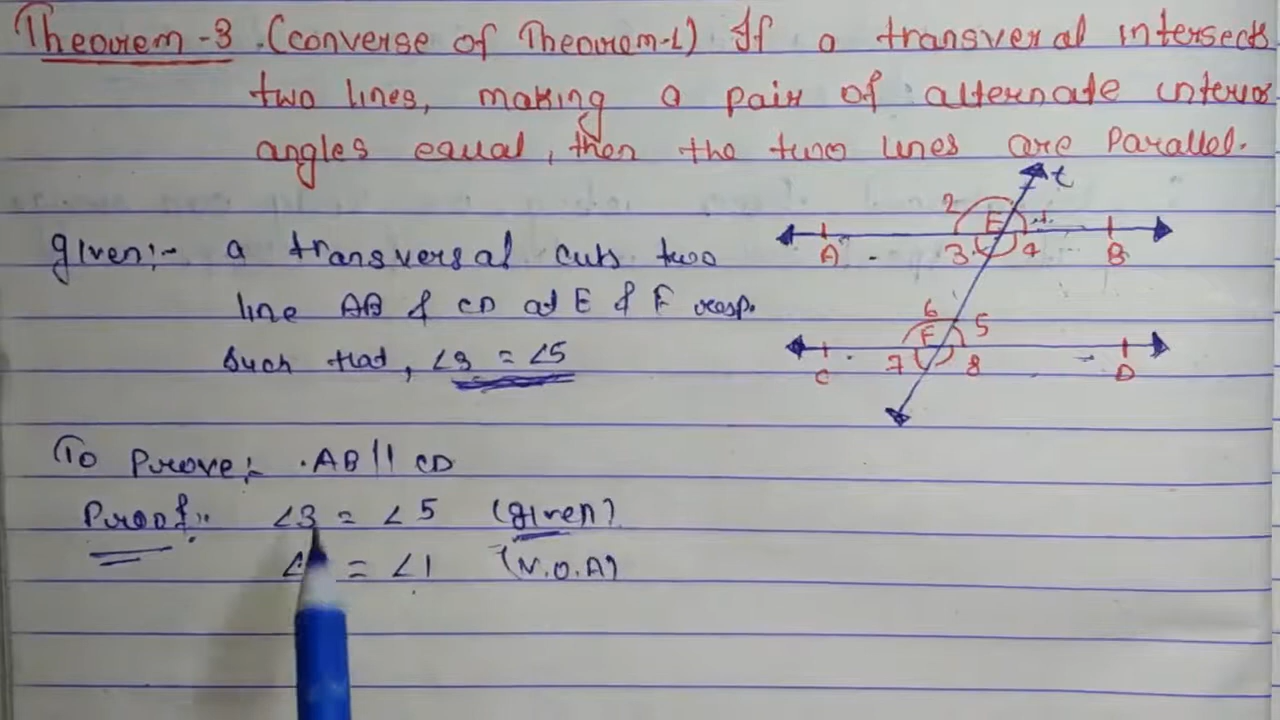 Theorem-3. (converse of Theorem-1) If a transversal intersects
two lines, making a pair of alternate interior
angles equal, then the two lines are Parallel.
t
2 E 1
A 3 4 B
given:- a transversal cuts two
line AB & CD at E & F resp.
such that, ∠3 = ∠5
6 5
F
C 7 8 D
To Prove:- AB || CD
Proof:- ∠3 = ∠5 (given)
∠ = ∠1 (V.O.A)